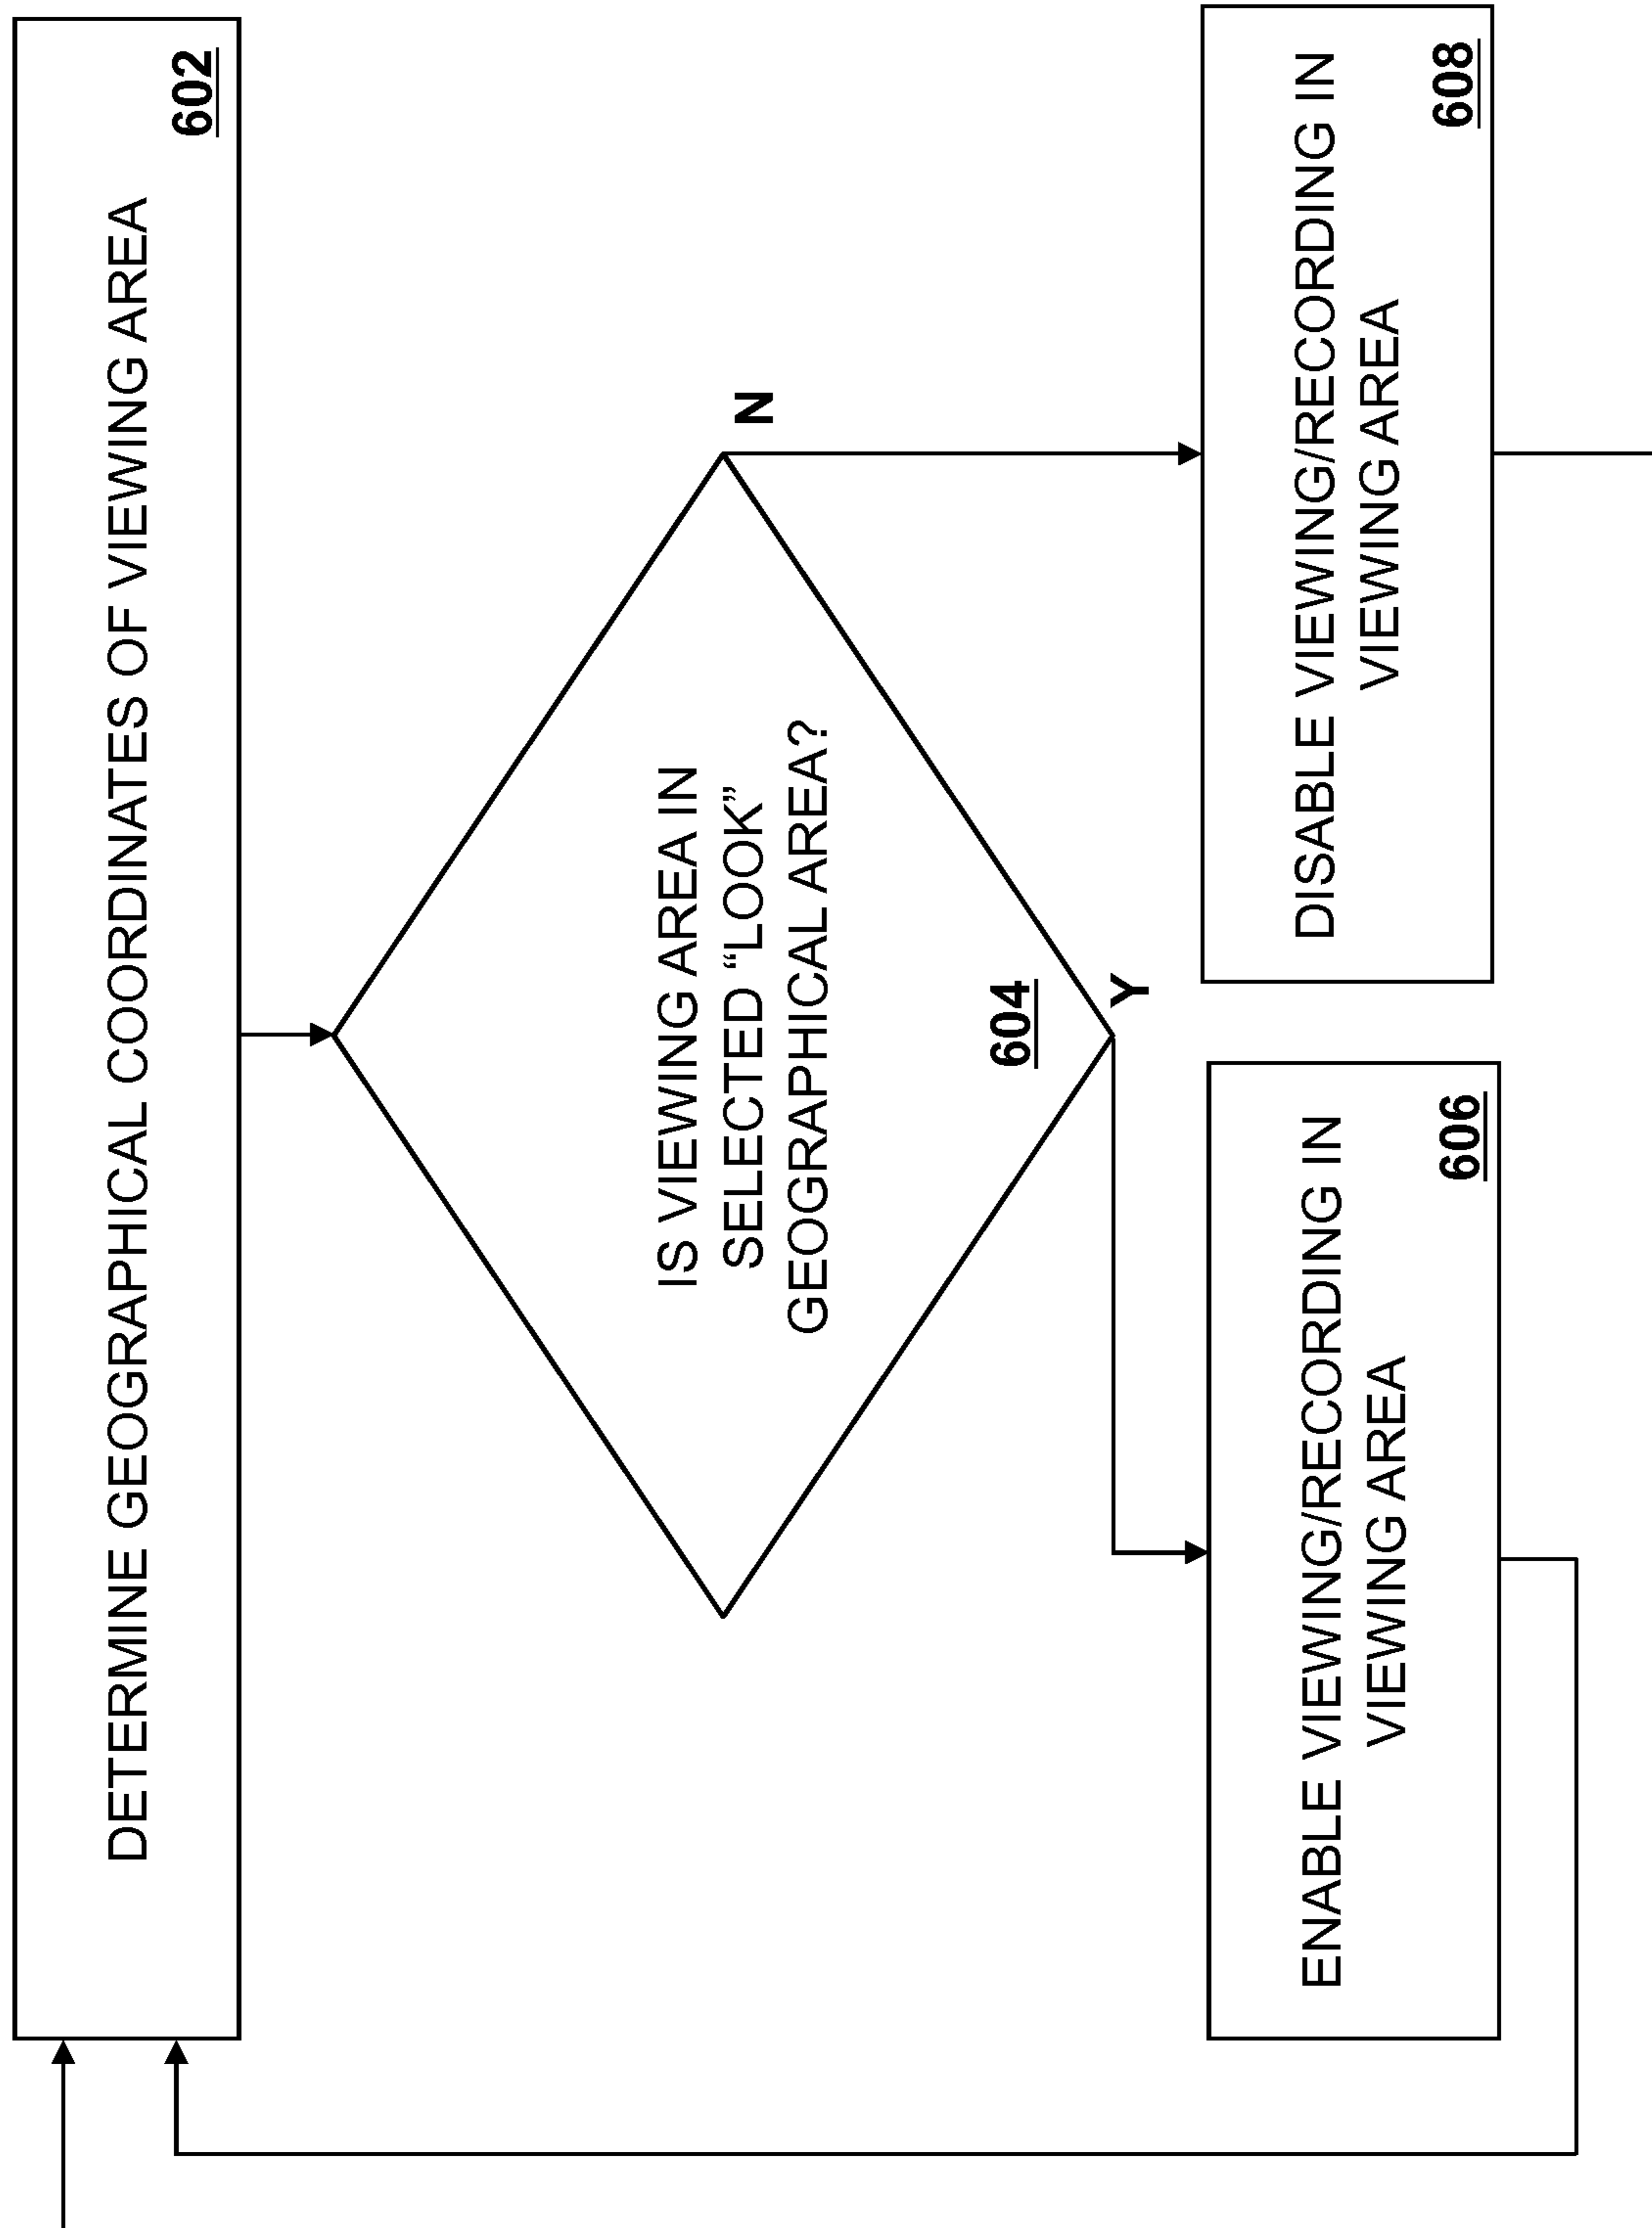 DETERMINE GEOGRAPHICAL COORDINATES OF VIEWING AREA
602
IS VIEWING AREA IN
SELECTED “LOOK”
GEOGRAPHICAL AREA?
604
N
Y
ENABLE VIEWING/RECORDING IN
VIEWING AREA
606
DISABLE VIEWING/RECORDING IN
VIEWING AREA
608